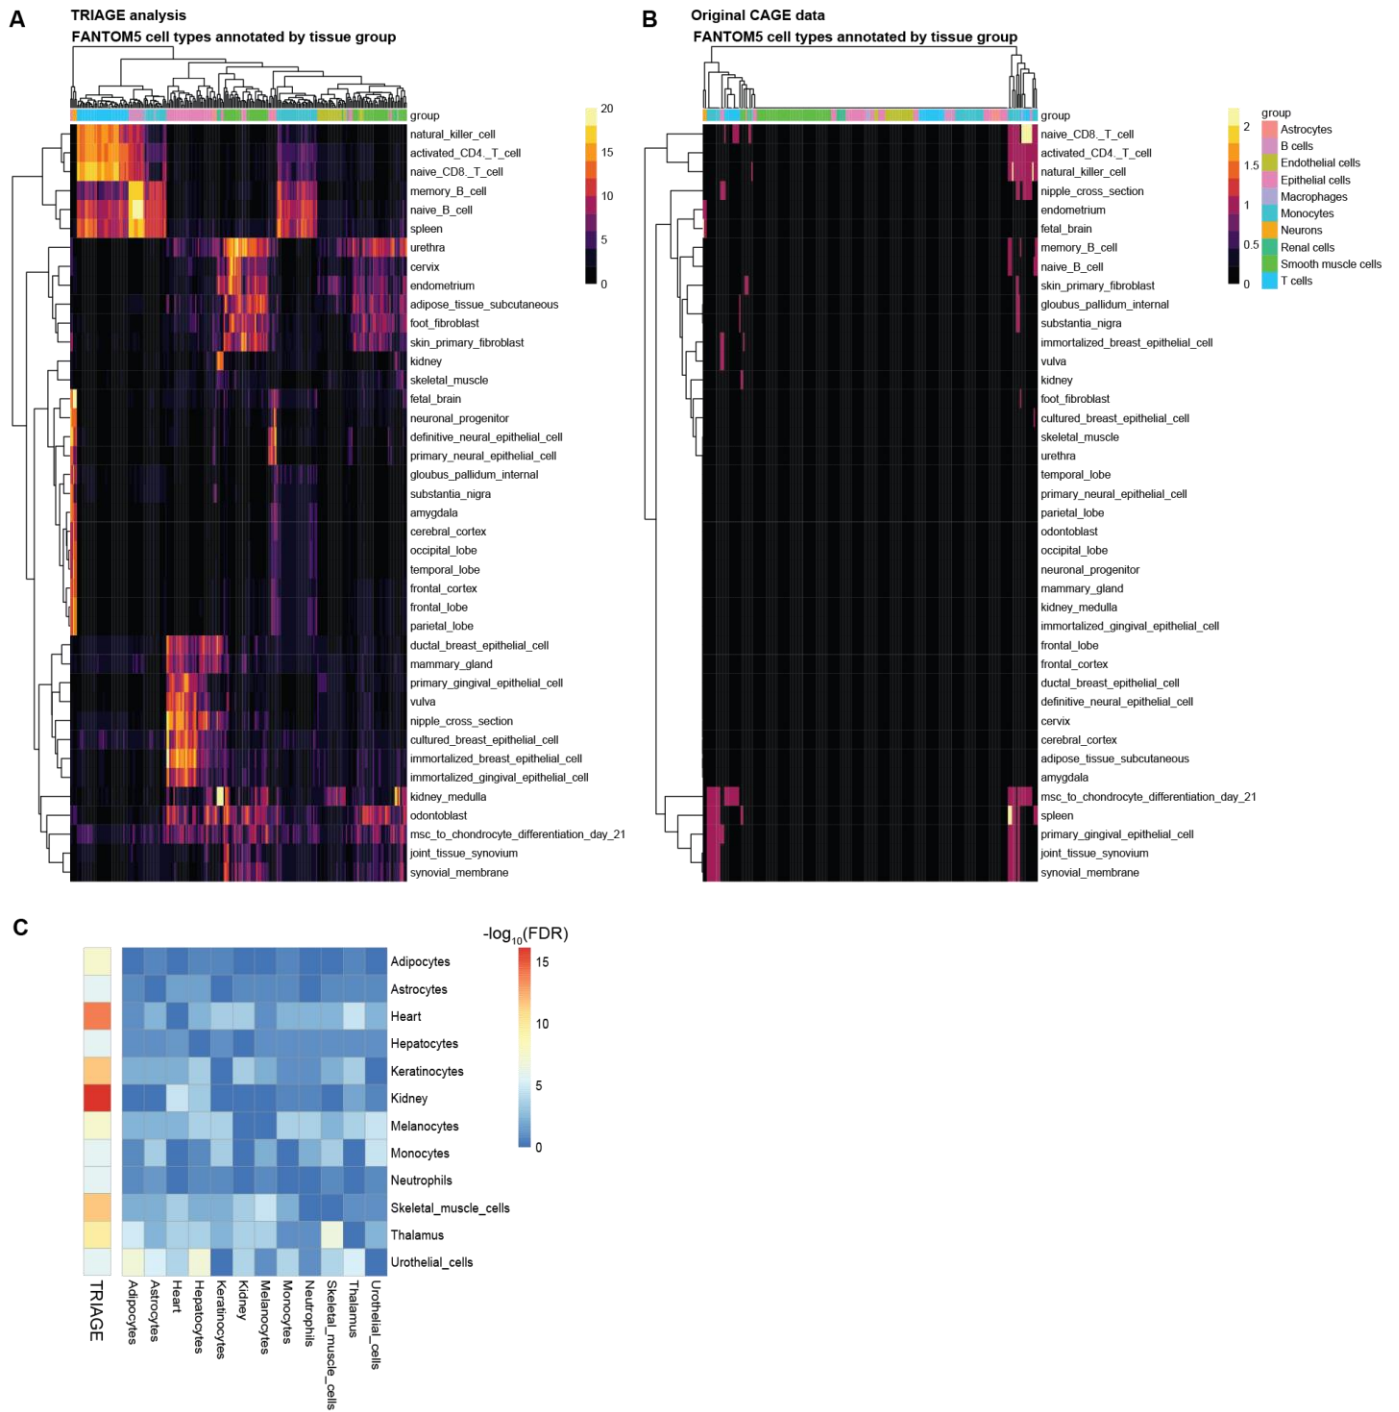 A
TRIAGE analysis
FANTOM5 cell types annotated by tissue group
group
20
15
10
5
0
natural_killer_cell
activated_CD4._T_cell
naive_CD8._T_cell
memory_B_cell
naive_B_cell
spleen
urethra
cervix
endometrium
adipose_tissue_subcutaneous
foot_fibroblast
skin_primary_fibroblast
kidney
skeletal_muscle
fetal_brain
neuronal_progenitor
definitive_neural_epithelial_cell
primary_neural_epithelial_cell
gloubus_pallidum_internal
substantia_nigra
amygdala
cerebral_cortex
occipital_lobe
temporal_lobe
frontal_cortex
frontal_lobe
parietal_lobe
ductal_breast_epithelial_cell
mammary_gland
primary_gingival_epithelial_cell
vulva
nipple_cross_section
cultured_breast_epithelial_cell
immortalized_breast_epithelial_cell
immortalized_gingival_epithelial_cell
kidney_medulla
odontoblast
msc_to_chondrocyte_differentiation_day_21
joint_tissue_synovium
synovial_membrane
B
Original CAGE data
FANTOM5 cell types annotated by tissue group
group
naive_CD8._T_cell
activated_CD4._T_cell
natural_killer_cell
nipple_cross_section
endometrium
fetal_brain
memory_B_cell
naive_B_cell
skin_primary_fibroblast
gloubus_pallidum_internal
substantia_nigra
immortalized_breast_epithelial_cell
vulva
kidney
foot_fibroblast
cultured_breast_epithelial_cell
skeletal_muscle
urethra
temporal_lobe
primary_neural_epithelial_cell
parietal_lobe
odontoblast
occipital_lobe
neuronal_progenitor
mammary_gland
kidney_medulla
immortalized_gingival_epithelial_cell
frontal_lobe
frontal_cortex
ductal_breast_epithelial_cell
definitive_neural_epithelial_cell
cervix
cerebral_cortex
adipose_tissue_subcutaneous
amygdala
msc_to_chondrocyte_differentiation_day_21
spleen
primary_gingival_epithelial_cell
joint_tissue_synovium
synovial_membrane
2
1.5
1
0.5
0
group
Astrocytes
B cells
Endothelial cells
Epithelial cells
Macrophages
Monocytes
Neurons
Renal cells
Smooth muscle cells
T cells
C
-log10(FDR)
15
10
5
0
Adipocytes
Astrocytes
Heart
Hepatocytes
Keratinocytes
Kidney
Melanocytes
Monocytes
Neutrophils
Skeletal_muscle_cells
Thalamus
Urothelial_cells
TRIAGE
Adipocytes
Astrocytes
Heart
Hepatocytes
Keratinocytes
Kidney
Melanocytes
Monocytes
Neutrophils
Skeletal_muscle_cells
Thalamus
Urothelial_cells